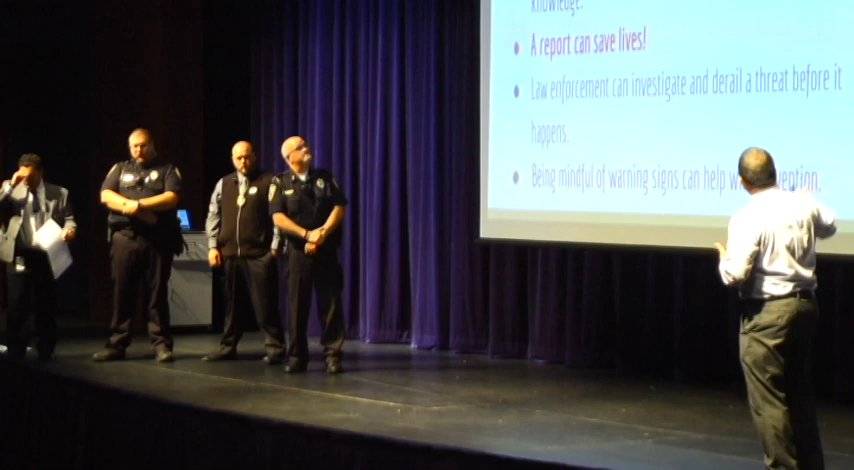 knowledge.
• A report can save lives!
• Law enforcement can investigate and derail a threat before it
happens.
• Being mindful of warning signs can help